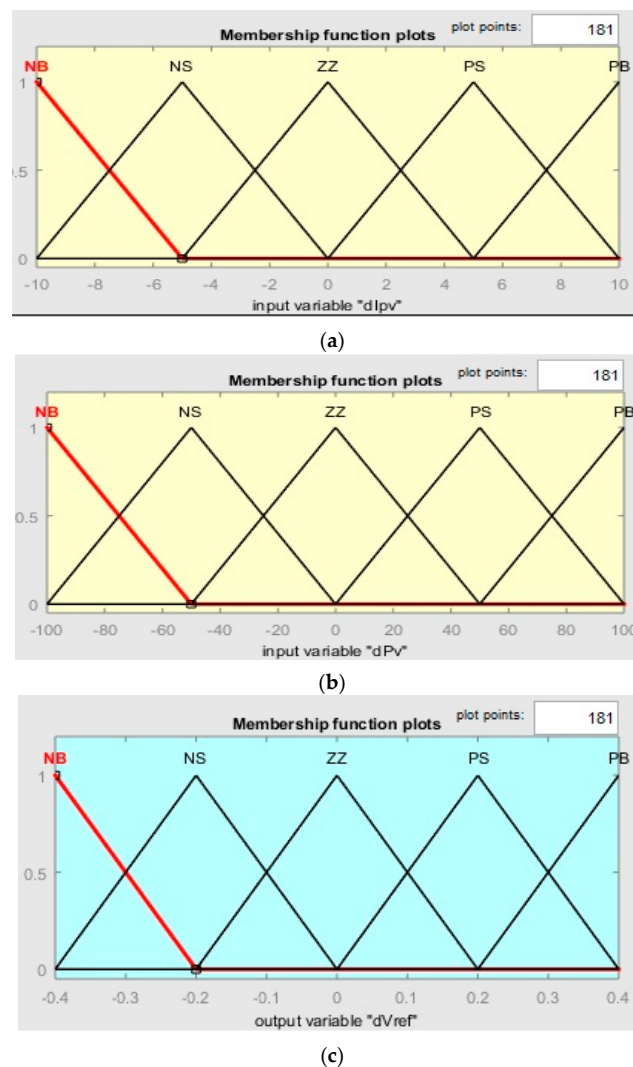 Membership function plots plot points: 181
NB NS ZZ PS PB
1
.5
0
-10 -8 -6 -4 -2 0 2 4 6 8 10
input variable "dIpv"
(a)
Membership function plots plot points: 181
NB NS ZZ PS PB
1
0.5
0
-100 -80 -60 -40 -20 0 20 40 60 80 100
input variable "dPv"
(b)
Membership function plots plot points: 181
NB NS ZZ PS PB
1
0.5
0
-0.4 -0.3 -0.2 -0.1 0 0.1 0.2 0.3 0.4
output variable "dVref"
(c)